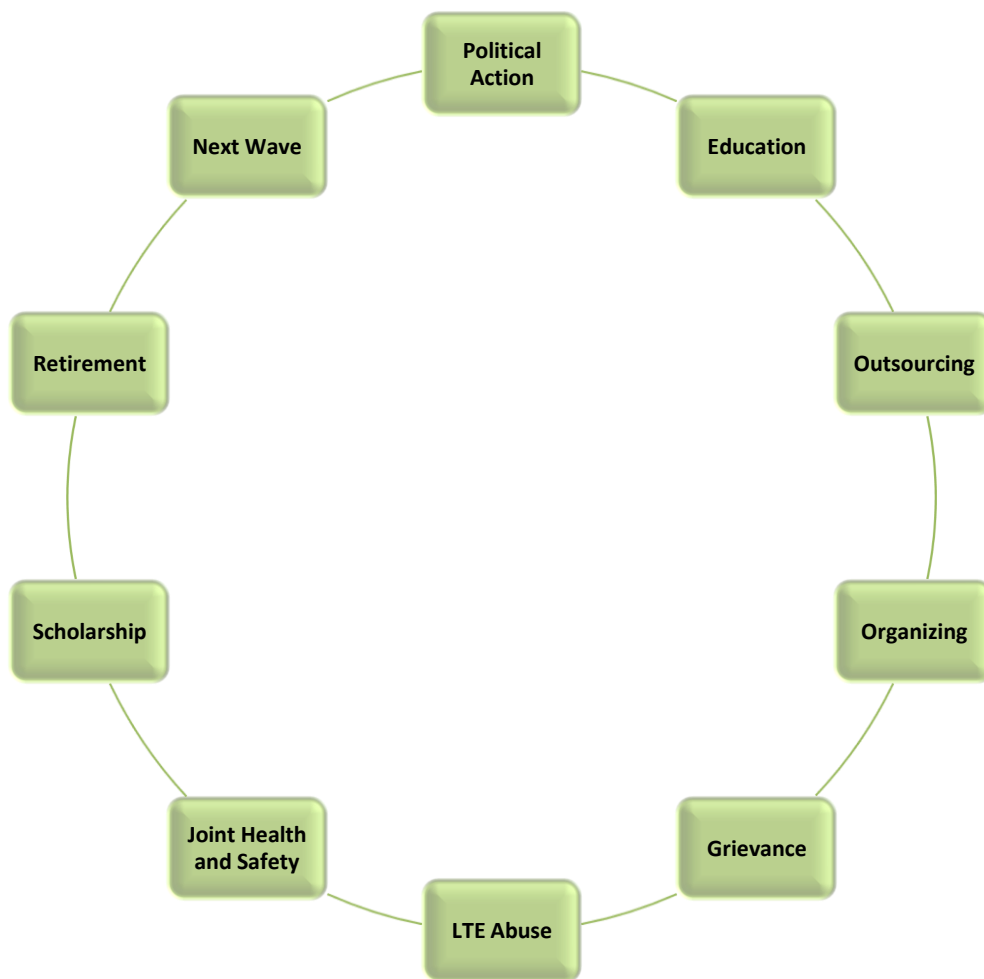 Political
Action
Education
Outsourcing
Organizing
Grievance
LTE Abuse
Joint Health
and Safety
Scholarship
Retirement
Next Wave